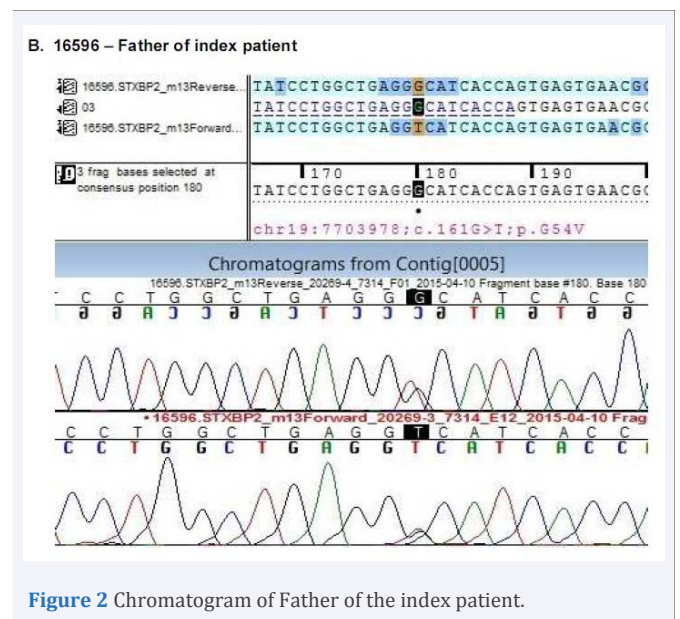 B. 16596 – Father of index patient
16596.STXBP2_m13Reverse... TATCCTGGCTGAGGGCATCACCAGTGAGTGAACGC
03 TATCCTGGCTGAGGGCATCACCAGTGAGTGAACGC
16596.STXBP2_m13Forward... TATCCTGGCTGAGGTCATCACCAGTGAGTGAACGC
3 frag bases selected at
consensus position 180
170 180 190
TATCCTGGCTGAGGGCATCACCAGTGAGTGAACGC
chr19:7703978;c.161G>T;p.G54V
Chromatograms from Contig[0005]
16596.STXBP2_m13Reverse_20269-4_7314_F01_2015-04-10 Fragment base #180. Base 180
C C T G G C T G A G G G C A T C A C C
G G A C C G A C T C C C G T A G T G G
•16596.STXBP2_m13Forward_20269-3_7314_E12_2015-04-10 Frag
C C T G G C T G A G G T C A T C A C C
C C T G G C T G A G G T C A T C A C C
Figure 2 Chromatogram of Father of the index patient.